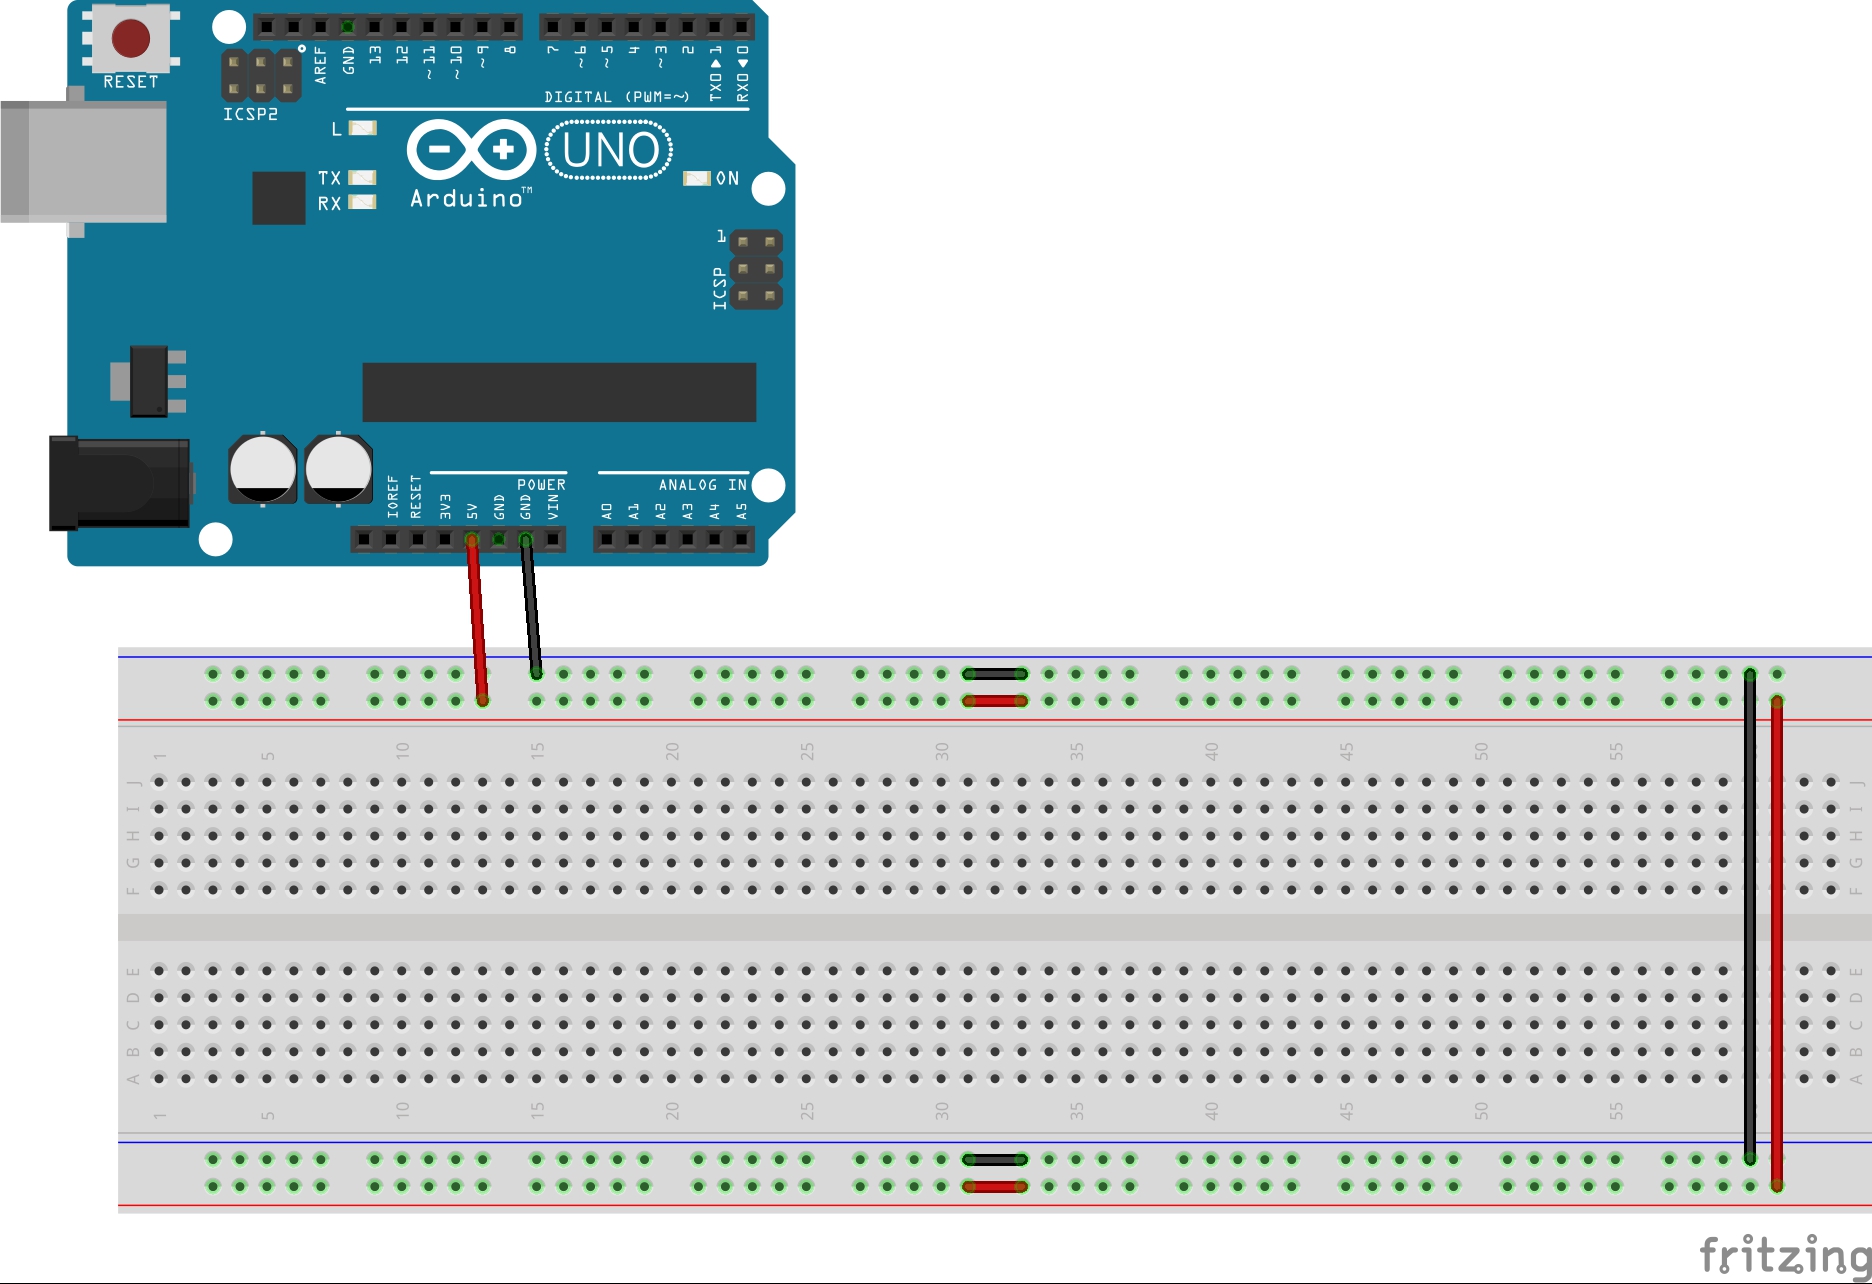 RESET
ICSP2
AREF
GND
13
12
~11
~10
~9
8
7
~6
~5
4
~3
2
TX0▶1
RX0◀0
DIGITAL (PWM=~)
L
TX
RX
UNO
Arduino™
ON
1
ICSP
IOREF
RESET
3V3
5V
GND
GND
VIN
POWER
ANALOG IN
A0
A1
A2
A3
A4
A5
1 5 10 15 20 25 30 35 40 45 50 55
J J
I I
H H
G G
F F
E E
D D
C C
B B
A A
1 5 10 15 20 25 30 35 40 45 50 55
fritzing